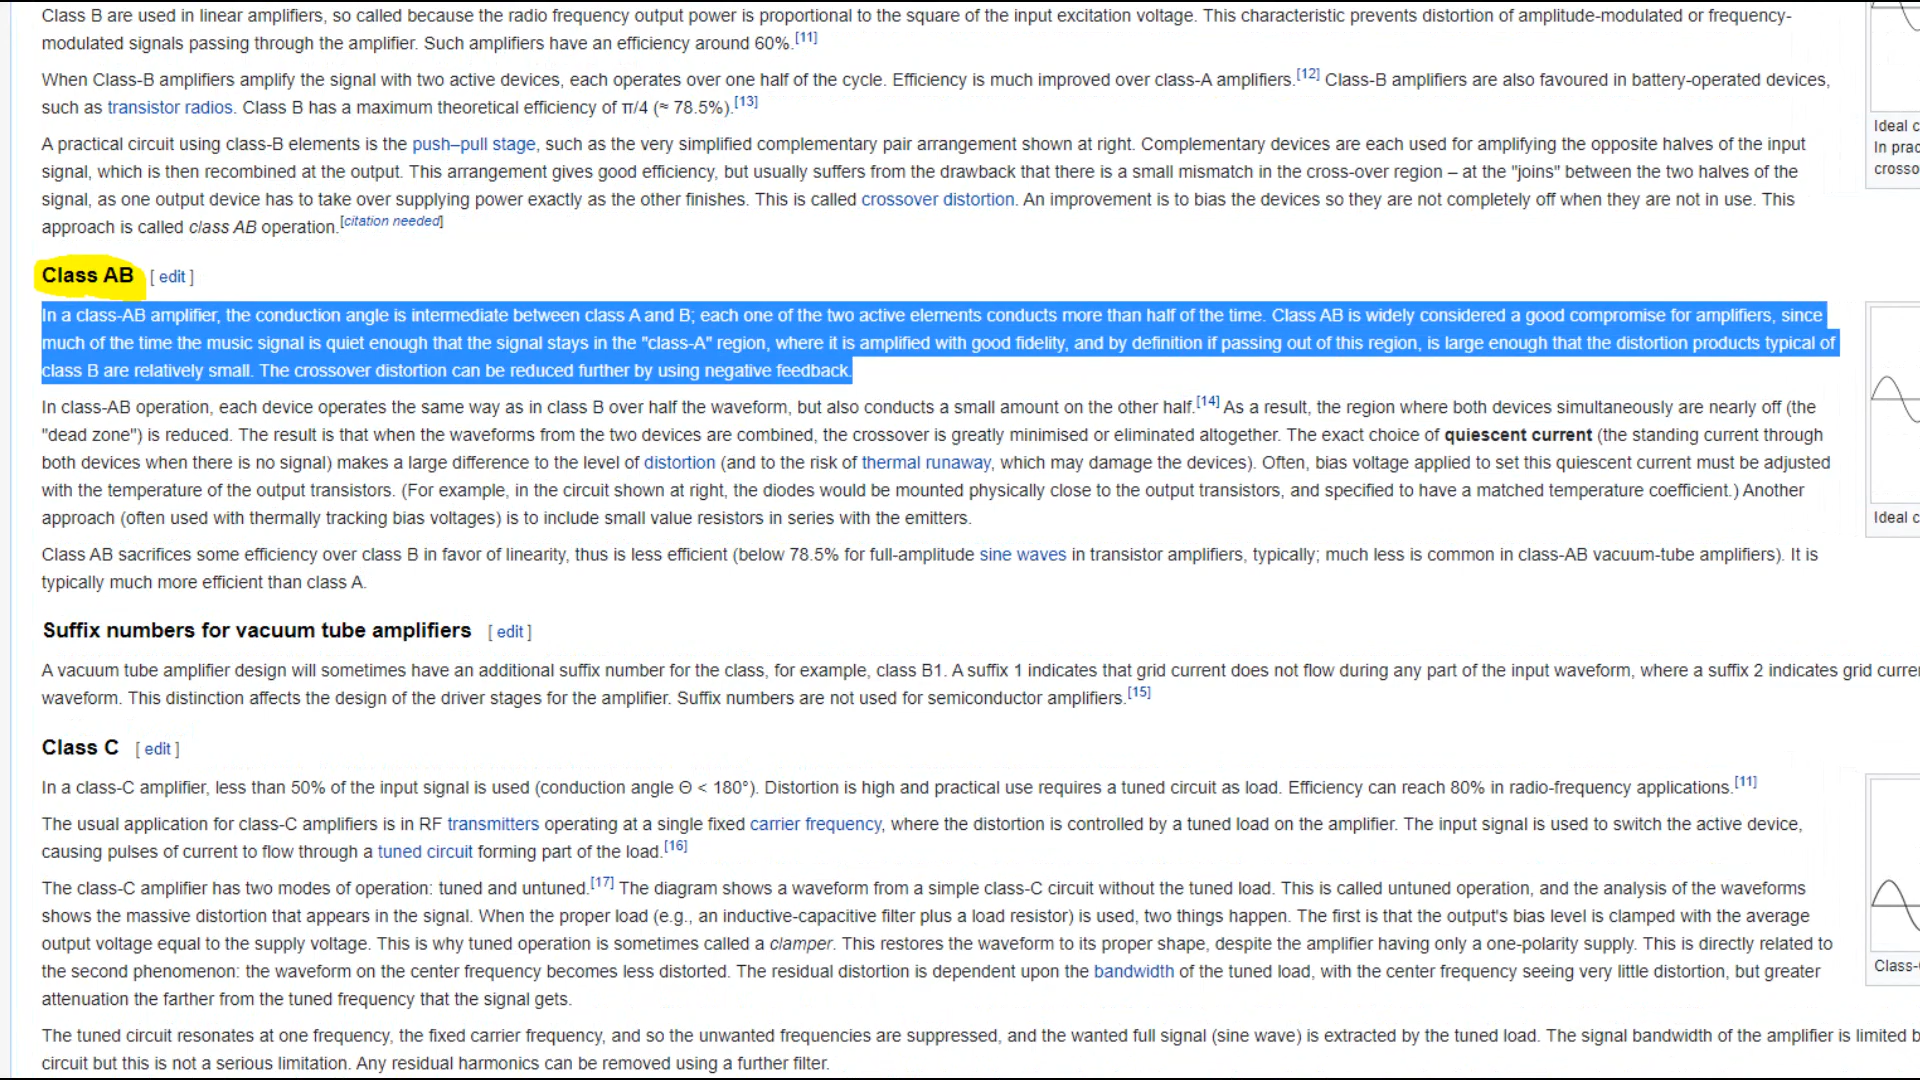 Class B are used in linear amplifiers, so called because the radio frequency output power is proportional to the square of the input excitation voltage. This characteristic prevents distortion of amplitude-modulated or frequency-
modulated signals passing through the amplifier. Such amplifiers have an efficiency around 60%.[11]
When Class-B amplifiers amplify the signal with two active devices, each operates over one half of the cycle. Efficiency is much improved over class-A amplifiers.[12] Class-B amplifiers are also favoured in battery-operated devices,
such as transistor radios. Class B has a maximum theoretical efficiency of π/4 (≈ 78.5%).[13]
A practical circuit using class-B elements is the push–pull stage, such as the very simplified complementary pair arrangement shown at right. Complementary devices are each used for amplifying the opposite halves of the input
signal, which is then recombined at the output. This arrangement gives good efficiency, but usually suffers from the drawback that there is a small mismatch in the cross-over region – at the "joins" between the two halves of the
signal, as one output device has to take over supplying power exactly as the other finishes. This is called crossover distortion. An improvement is to bias the devices so they are not completely off when they are not in use. This
approach is called class AB operation.[citation needed]
Ideal c
In prac
crosso
Class AB [ edit ]
In a class-AB amplifier, the conduction angle is intermediate between class A and B; each one of the two active elements conducts more than half of the time. Class AB is widely considered a good compromise for amplifiers, since
much of the time the music signal is quiet enough that the signal stays in the "class-A" region, where it is amplified with good fidelity, and by definition if passing out of this region, is large enough that the distortion products typical of
class B are relatively small. The crossover distortion can be reduced further by using negative feedback.
In class-AB operation, each device operates the same way as in class B over half the waveform, but also conducts a small amount on the other half.[14] As a result, the region where both devices simultaneously are nearly off (the
"dead zone") is reduced. The result is that when the waveforms from the two devices are combined, the crossover is greatly minimised or eliminated altogether. The exact choice of quiescent current (the standing current through
both devices when there is no signal) makes a large difference to the level of distortion (and to the risk of thermal runaway, which may damage the devices). Often, bias voltage applied to set this quiescent current must be adjusted
with the temperature of the output transistors. (For example, in the circuit shown at right, the diodes would be mounted physically close to the output transistors, and specified to have a matched temperature coefficient.) Another
approach (often used with thermally tracking bias voltages) is to include small value resistors in series with the emitters.
Ideal c
Class AB sacrifices some efficiency over class B in favor of linearity, thus is less efficient (below 78.5% for full-amplitude sine waves in transistor amplifiers, typically; much less is common in class-AB vacuum-tube amplifiers). It is
typically much more efficient than class A.
Suffix numbers for vacuum tube amplifiers [ edit ]
A vacuum tube amplifier design will sometimes have an additional suffix number for the class, for example, class B1. A suffix 1 indicates that grid current does not flow during any part of the input waveform, where a suffix 2 indicates grid curre
waveform. This distinction affects the design of the driver stages for the amplifier. Suffix numbers are not used for semiconductor amplifiers.[15]
Class C [ edit ]
In a class-C amplifier, less than 50% of the input signal is used (conduction angle Θ < 180°). Distortion is high and practical use requires a tuned circuit as load. Efficiency can reach 80% in radio-frequency applications.[11]
The usual application for class-C amplifiers is in RF transmitters operating at a single fixed carrier frequency, where the distortion is controlled by a tuned load on the amplifier. The input signal is used to switch the active device,
causing pulses of current to flow through a tuned circuit forming part of the load.[16]
The class-C amplifier has two modes of operation: tuned and untuned.[17] The diagram shows a waveform from a simple class-C circuit without the tuned load. This is called untuned operation, and the analysis of the waveforms
shows the massive distortion that appears in the signal. When the proper load (e.g., an inductive-capacitive filter plus a load resistor) is used, two things happen. The first is that the output's bias level is clamped with the average
output voltage equal to the supply voltage. This is why tuned operation is sometimes called a clamper. This restores the waveform to its proper shape, despite the amplifier having only a one-polarity supply. This is directly related to
the second phenomenon: the waveform on the center frequency becomes less distorted. The residual distortion is dependent upon the bandwidth of the tuned load, with the center frequency seeing very little distortion, but greater
attenuation the farther from the tuned frequency that the signal gets.
Class-
The tuned circuit resonates at one frequency, the fixed carrier frequency, and so the unwanted frequencies are suppressed, and the wanted full signal (sine wave) is extracted by the tuned load. The signal bandwidth of the amplifier is limited b
circuit but this is not a serious limitation. Any residual harmonics can be removed using a further filter.